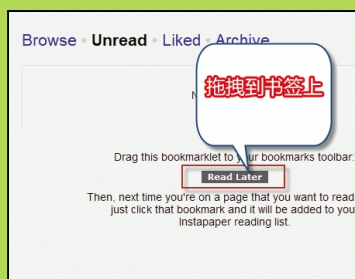 Browse • Unread • Liked • Archive
拖拽到书签上
N
Drag this bookmarklet to your bookmarks toolbar:
Read Later
Then, next time you're on a page that you want to read
just click that bookmark and it will be added to you
Instapaper reading list.